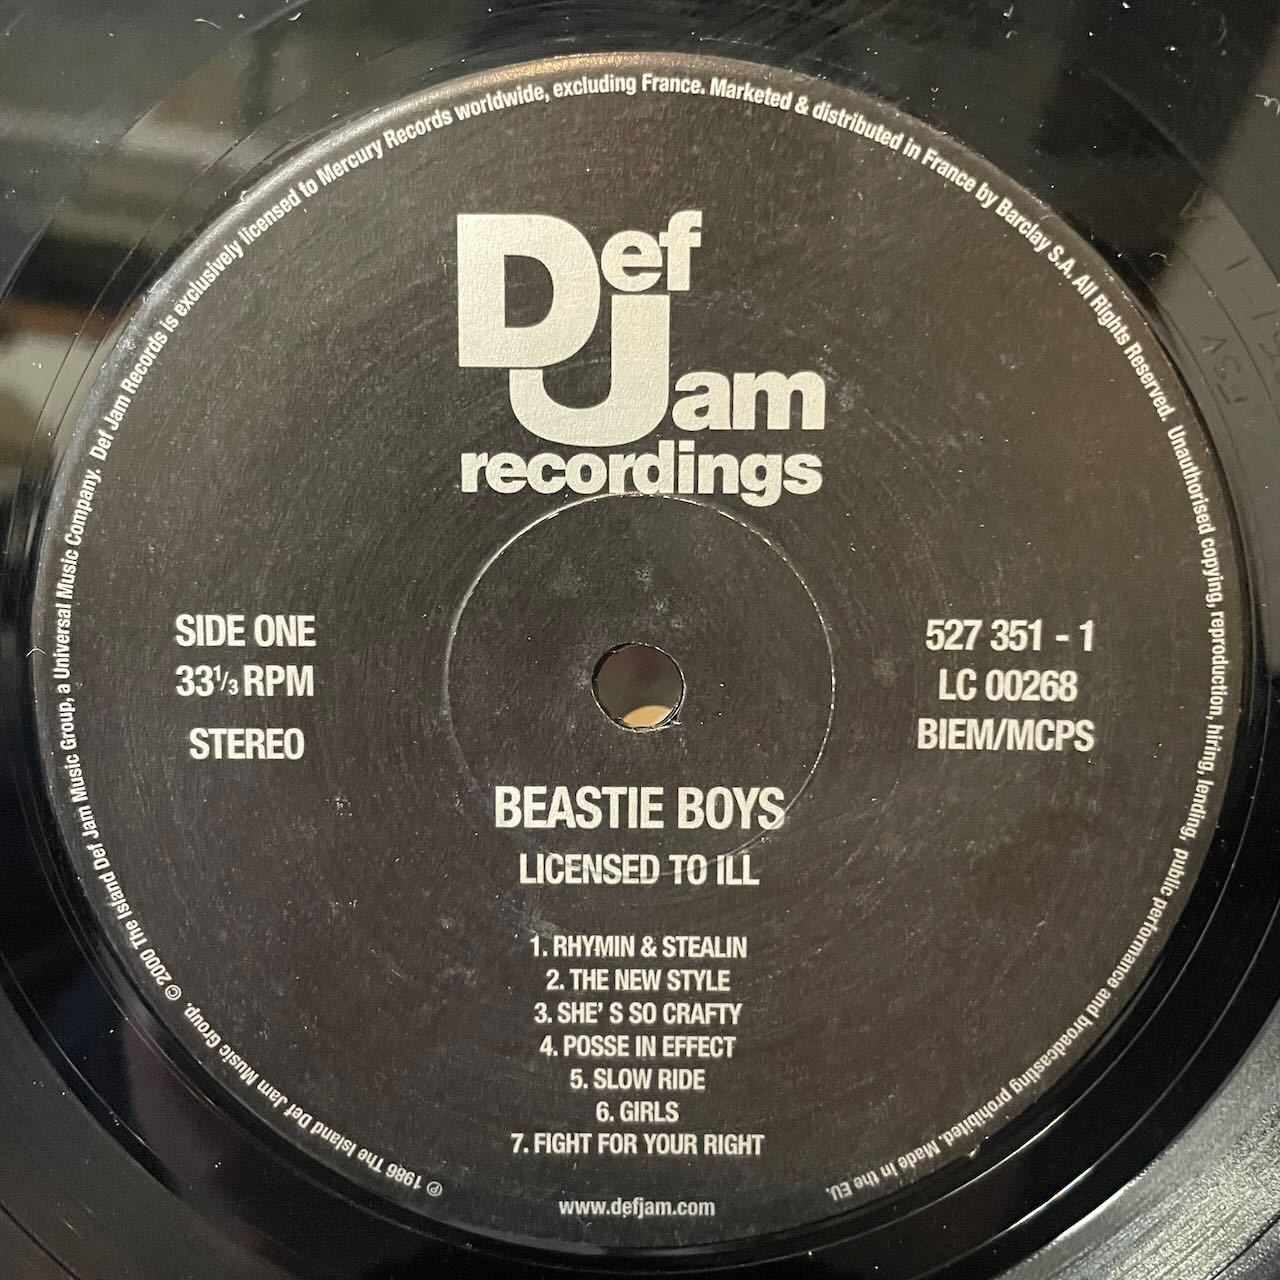 Def Jam
recordings
SIDE ONE
33⅓ RPM
STEREO
527 351 - 1
LC 00268
BIEM/MCPS
BEASTIE BOYS
LICENSED TO ILL
1. RHYMIN & STEALIN
2. THE NEW STYLE
3. SHE' S SO CRAFTY
4. POSSE IN EFFECT
5. SLOW RIDE
6. GIRLS
7. FIGHT FOR YOUR RIGHT
www.defjam.com
℗ 1986 The Island Def Jam Music Group. © 2000 The Island Def Jam Music Group, a Universal Music Company. Def Jam Records is exclusively licensed to Mercury Records worldwide, excluding France. Marketed & distributed in France by Barclay S.A. All Rights Reserved. Unauthorised copying, reproduction, hiring, lending, public performance and broadcasting prohibited. Made in the EU.